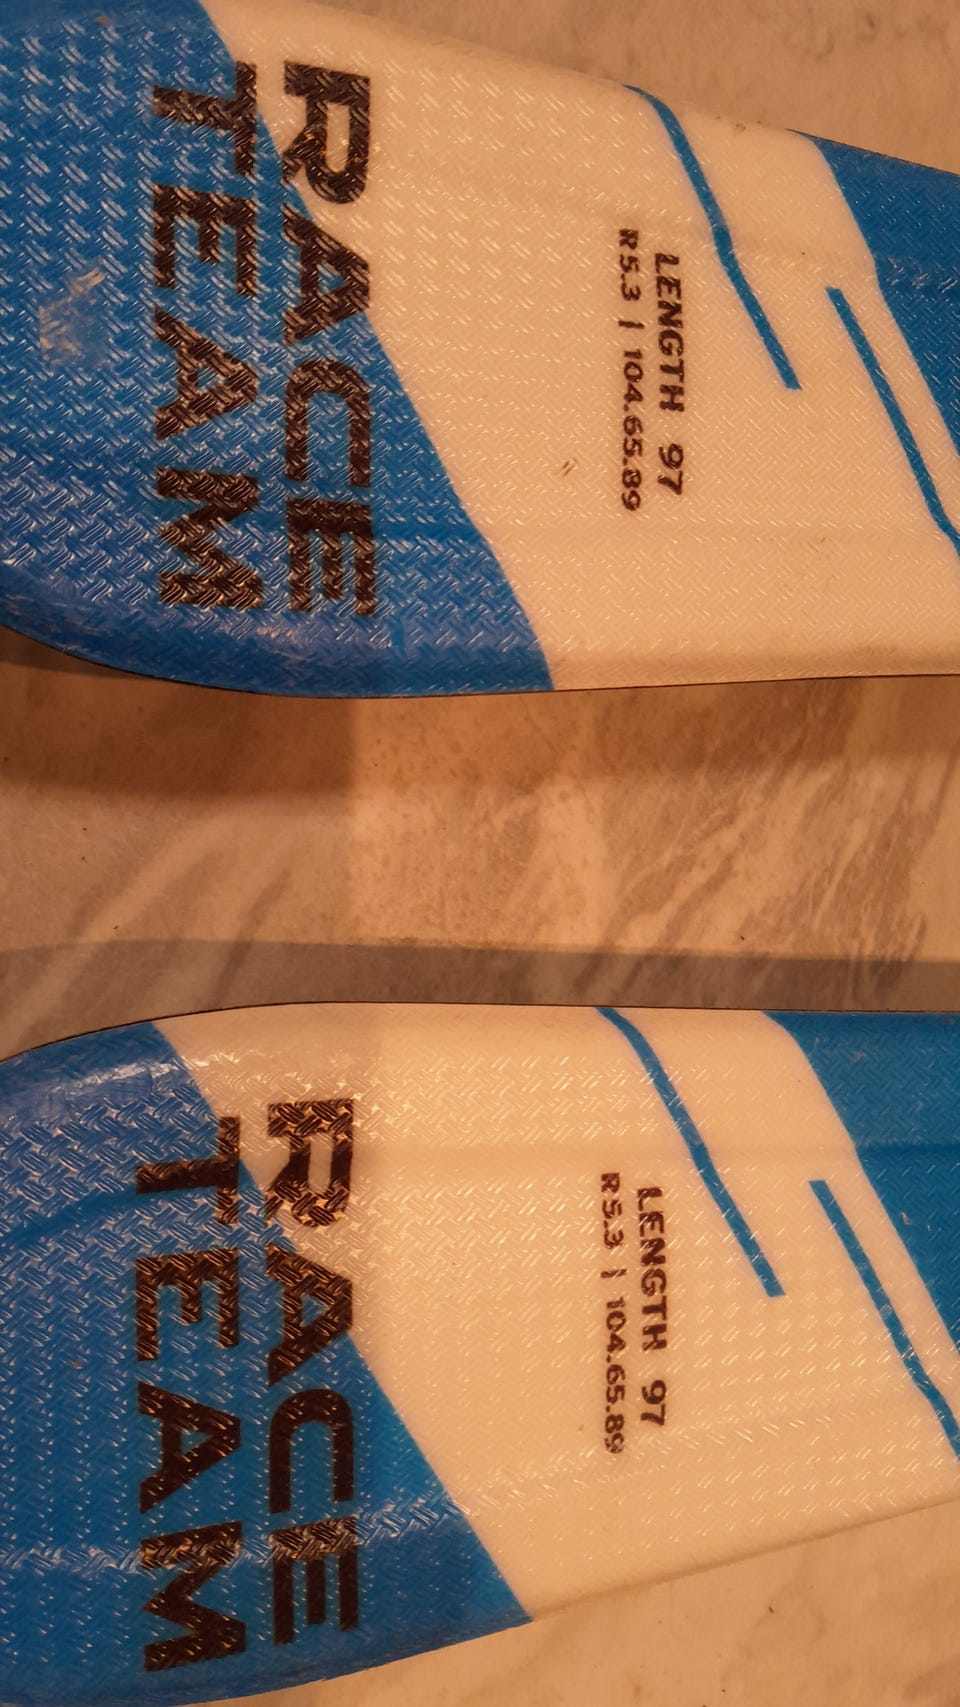 RACE
TEAM
LENGTH 97
R5.3 | 104.65.89
RACE
TEAM
LENGTH 97
R5.3 | 104.65.89